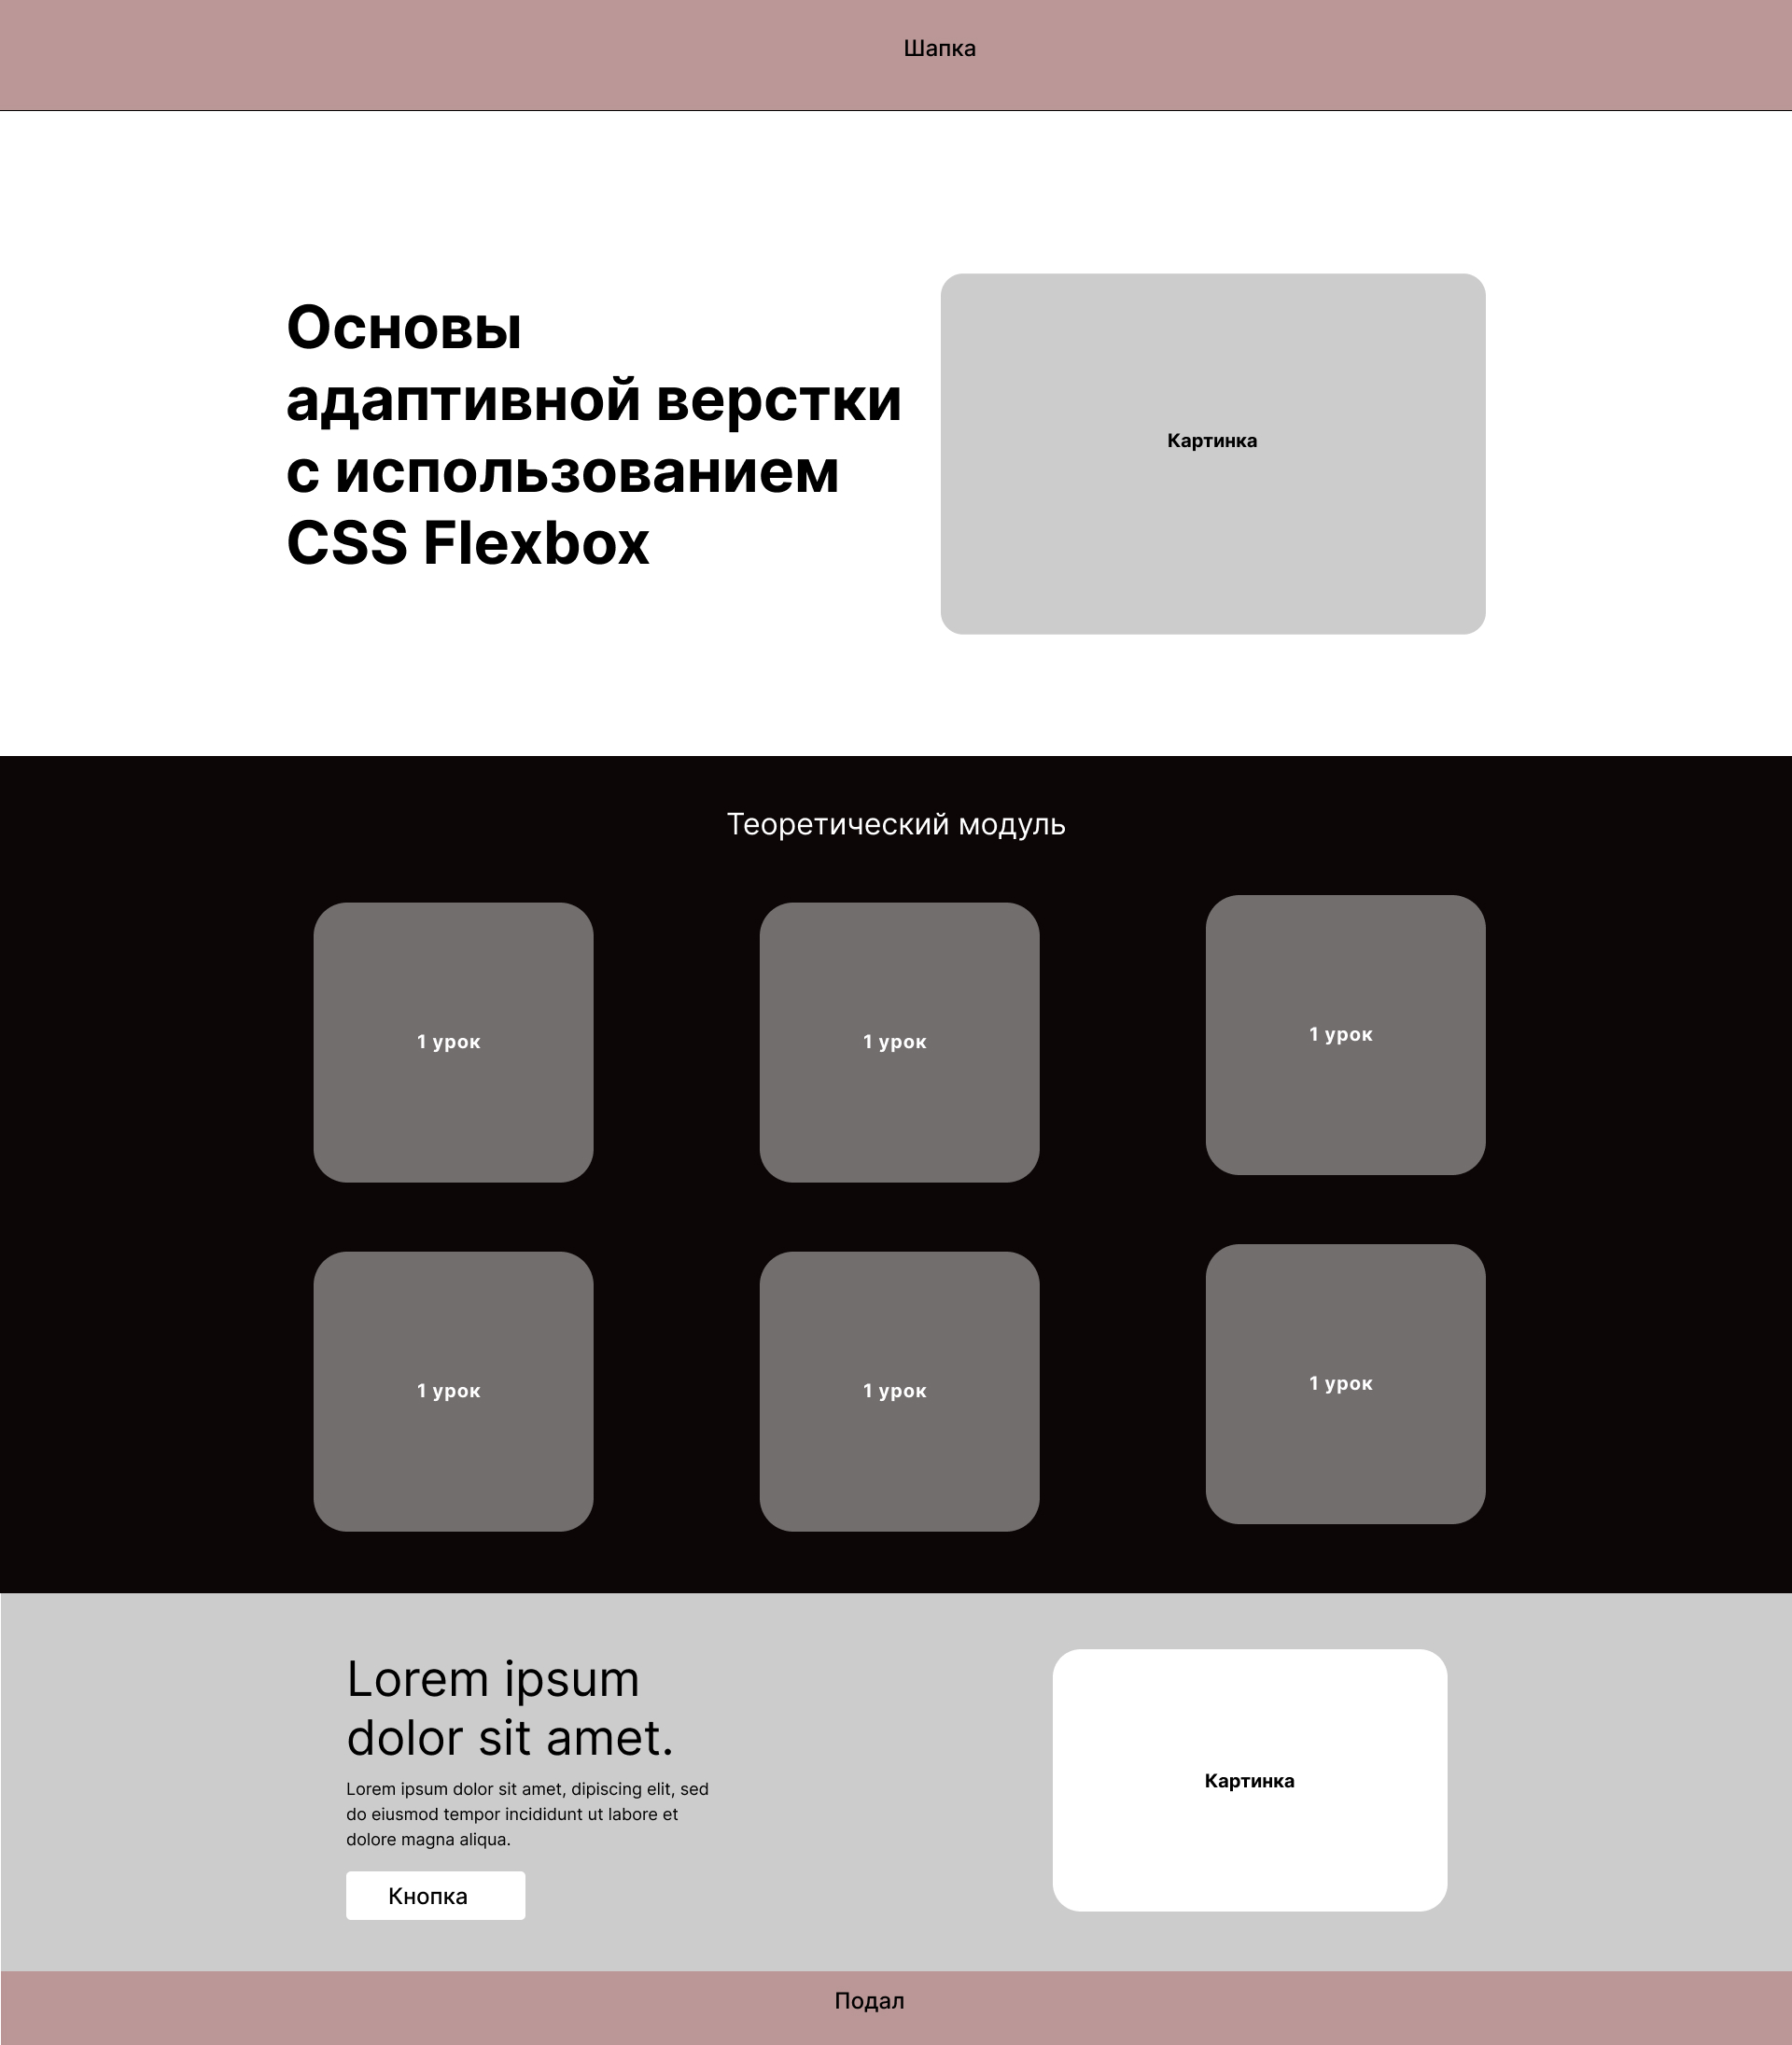 Шапка
Основы
адаптивной верстки
с использованием
CSS Flexbox
Картинка
Теоретический модуль
1 урок
1 урок
1 урок
1 урок
1 урок
1 урок
Lorem ipsum
dolor sit amet.
Lorem ipsum dolor sit amet, dipiscing elit, sed
do eiusmod tempor incididunt ut labore et
dolore magna aliqua.
Кнопка
Картинка
Подал